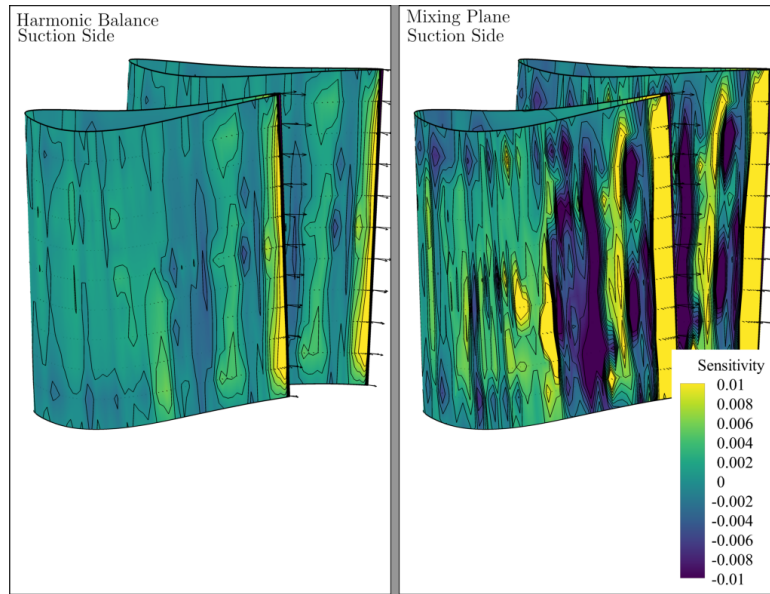 Harmonic Balance
Suction Side
Mixing Plane
Suction Side
Sensitivity
0.01
0.008
0.006
0.004
0.002
0
-0.002
-0.004
-0.006
-0.008
-0.01